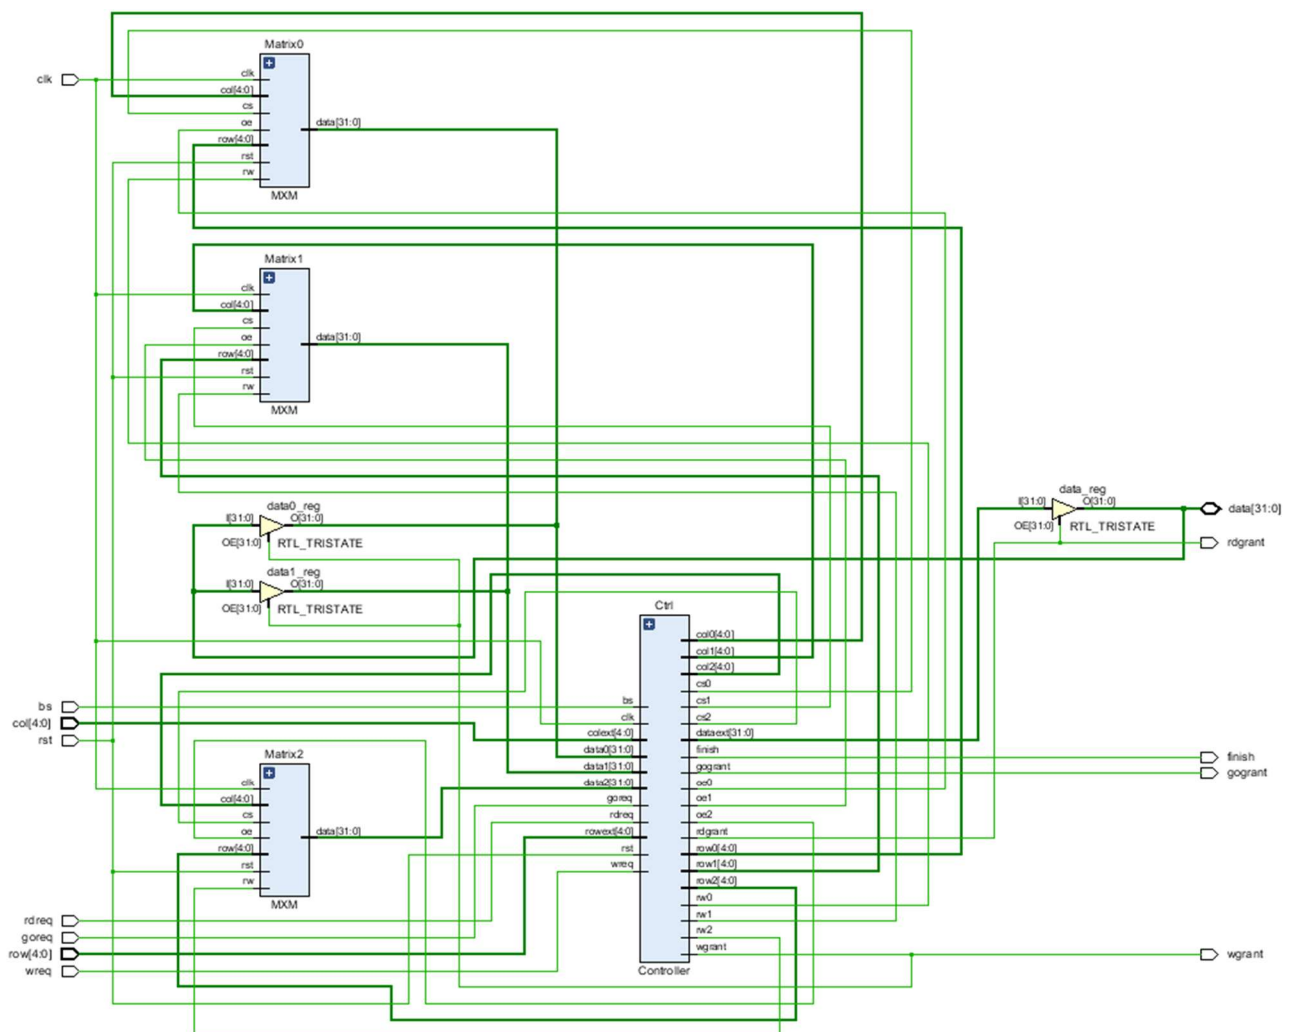 Matrix0
clk
clk
col[4:0]
cs
oe
row[4:0]
rst
rw
data[31:0]
MXM
Matrix1
clk
col[4:0]
cs
oe
row[4:0]
rst
rw
data[31:0]
MXM
data0_reg
I[31:0]
O[31:0]
OE[31:0]
RTL_TRISTATE
data1_reg
I[31:0]
O[31:0]
OE[31:0]
RTL_TRISTATE
data_reg
I[31:0]
O[31:0]
OE[31:0]
RTL_TRISTATE
data[31:0]
rdgrant
bs
col[4:0]
rst
Matrix2
clk
col[4:0]
cs
oe
row[4:0]
rst
rw
data[31:0]
MXM
Ctrl
bs
clk
colext[4:0]
data0[31:0]
data1[31:0]
data2[31:0]
goreq
rdreq
rowext[4:0]
rst
wreq
col0[4:0]
col1[4:0]
col2[4:0]
cs0
cs1
cs2
dataext[31:0]
finish
gogrant
oe0
oe1
oe2
rdgrant
row0[4:0]
row1[4:0]
row2[4:0]
rw0
rw1
rw2
wgrant
Controller
finish
gogrant
rdreq
goreq
row[4:0]
wreq
wgrant